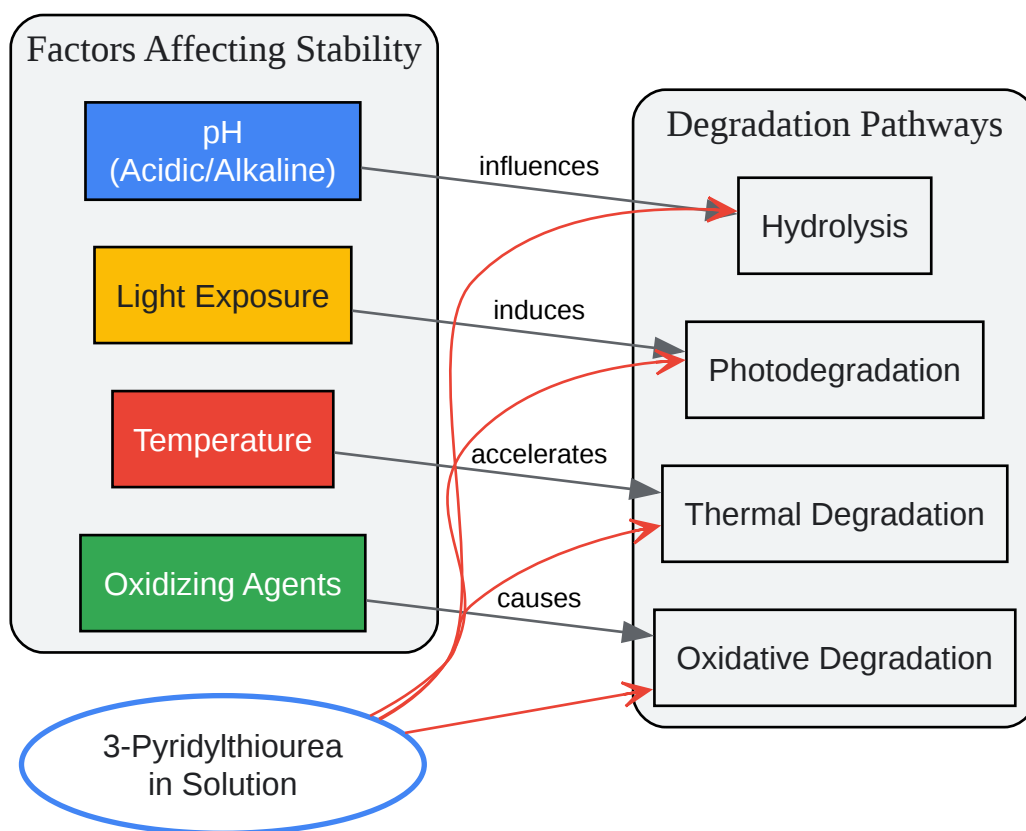 Factors Affecting Stability
pH
(Acidic/Alkaline)
Light Exposure
Temperature
Oxidizing Agents
influences
induces
accelerates
causes
Degradation Pathways
Hydrolysis
Photodegradation
Thermal Degradation
Oxidative Degradation
3-Pyridylthiourea
in Solution